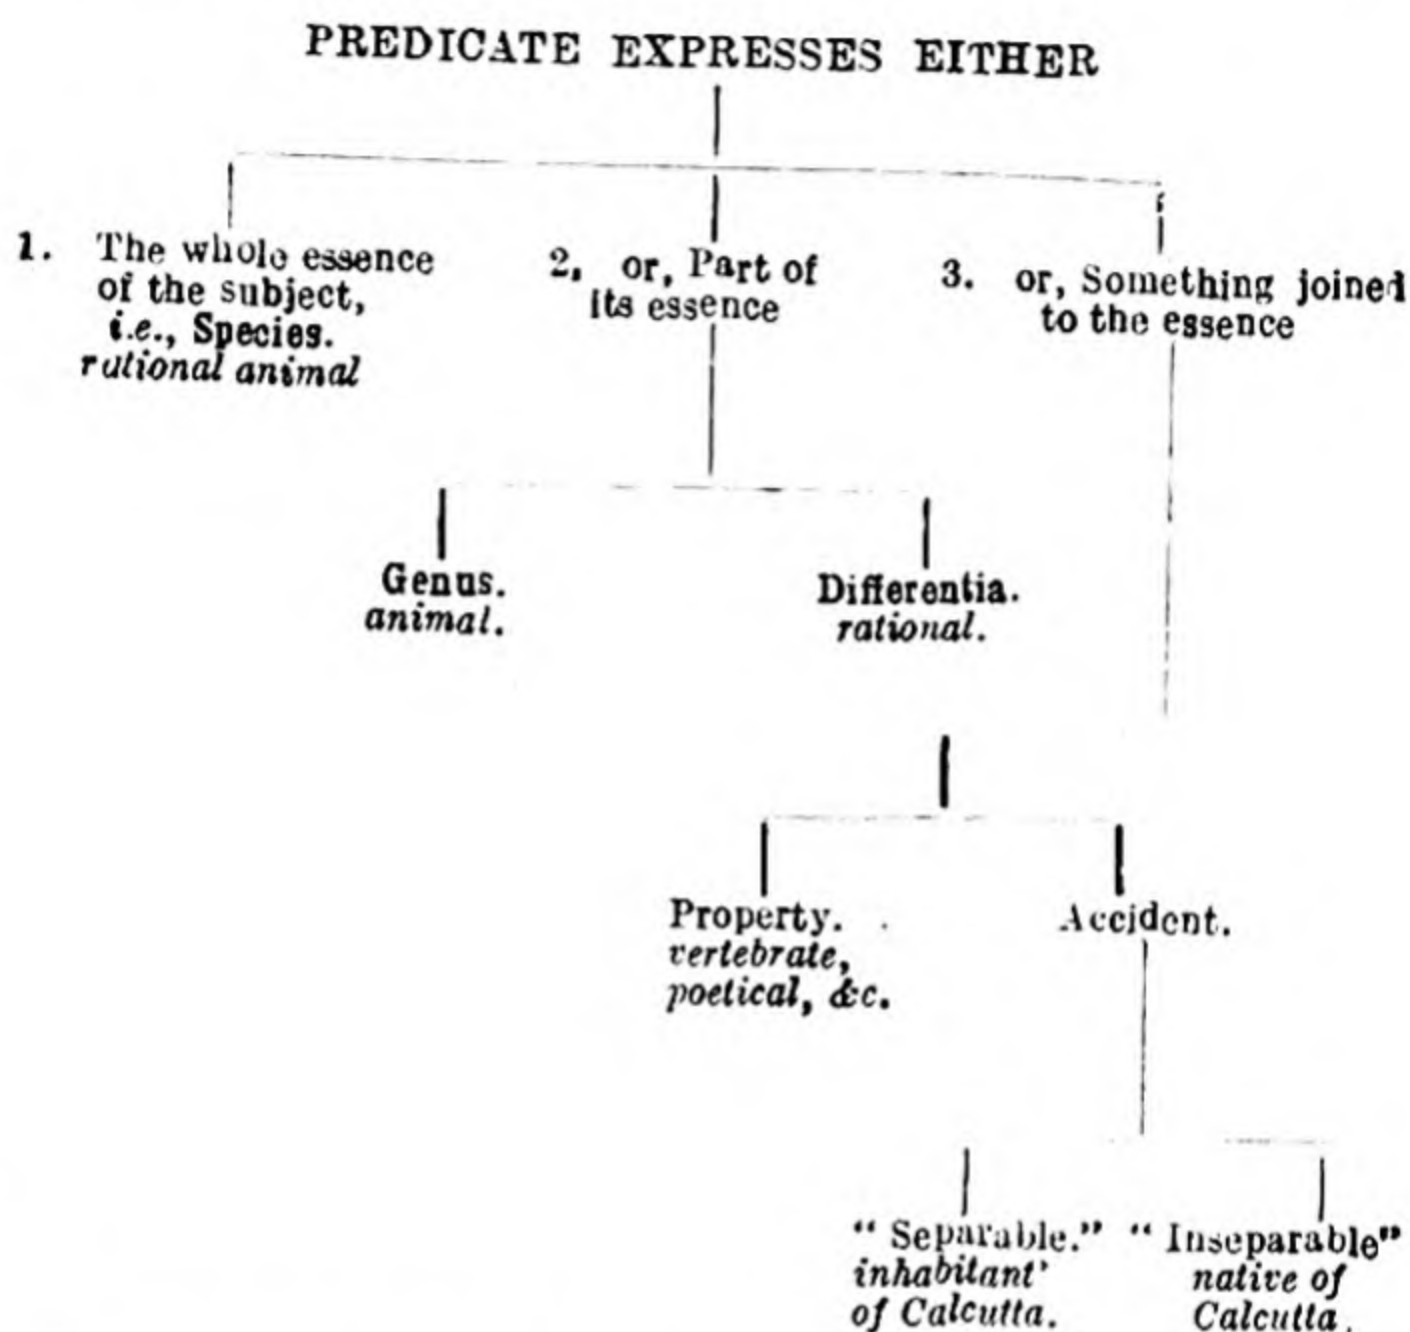 PREDICATE EXPRESSES EITHER
1. The whole essence
of the subject,
i.e., Species.
rational animal
2, or, Part of
its essence
3. or, Something joined
to the essence
Genus.
animal.
Differentia.
rational.
Property.
vertebrate,
poetical, &c.
Accident.
" Separable."
inhabitant'
of Calcutta.
" Inseparable"
native of
Calcutta.